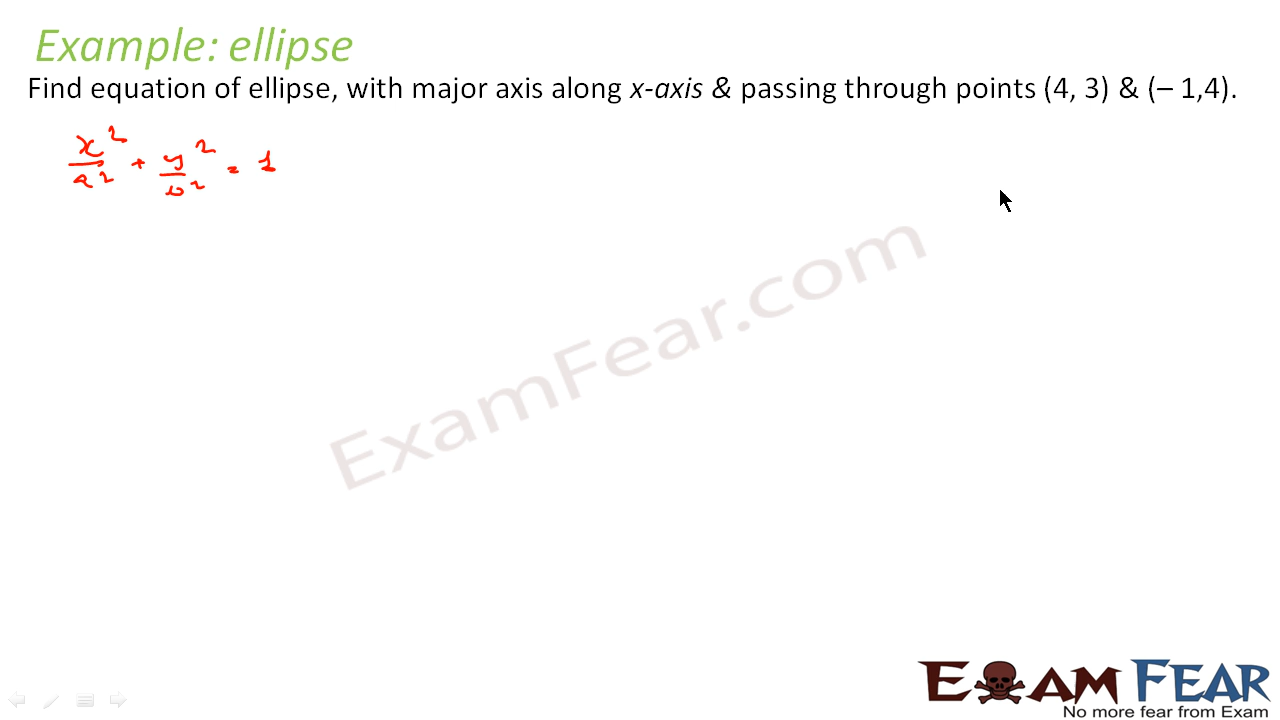 Example: ellipse
Find equation of ellipse, with major axis along x-axis & passing through points (4, 3) & (– 1,4).
x²/a² + y²/b² = 1
ExamFear.com
EXAM FEAR
No more fear from Exam